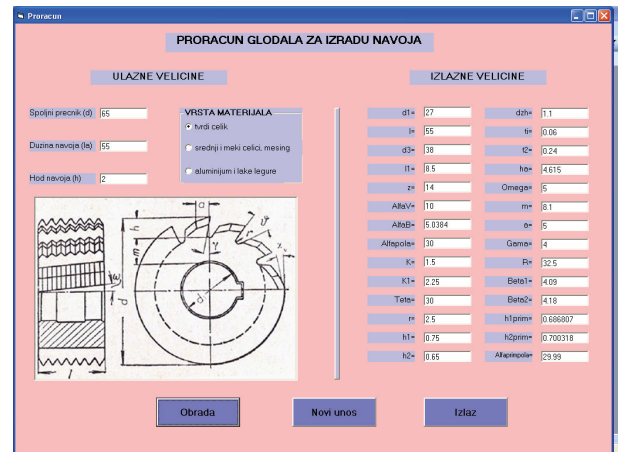 Proracun
PRORACUN GLODALA ZA IZRADU NAVOJA
ULAZNE VELICINE
Spoljni precnik (d) 65
Duzina navoja (la) 55
Hod navoja (h) 2
VRSTA MATERIJALA
tvrdi celik
srednji i meki celici, mesing
aluminijum i lake legure
a
h
m
d
r
γ
d₁
x
ω
l
IZLAZNE VELICINE
d1= 27
l= 55
d3= 38
l1= 8.5
z= 14
AlfaV= 10
AlfaB= 5.0384
Alfapola= 30
K= 1.5
K1= 2.25
Teta= 30
r= 2.5
h1= 0.75
h2= 0.65
dzh= 1.1
ti= 0.06
t2= 0.24
ha= 4.615
Omega= 5
m= 8.1
a= 5
Gama= 4
R= 32.5
Beta1= 4.09
Beta2= 4.18
h1prim= 0.686807
h2prim= 0.700318
Alfaprinpola= 29.99
Obrada
Novi unos
Izlaz